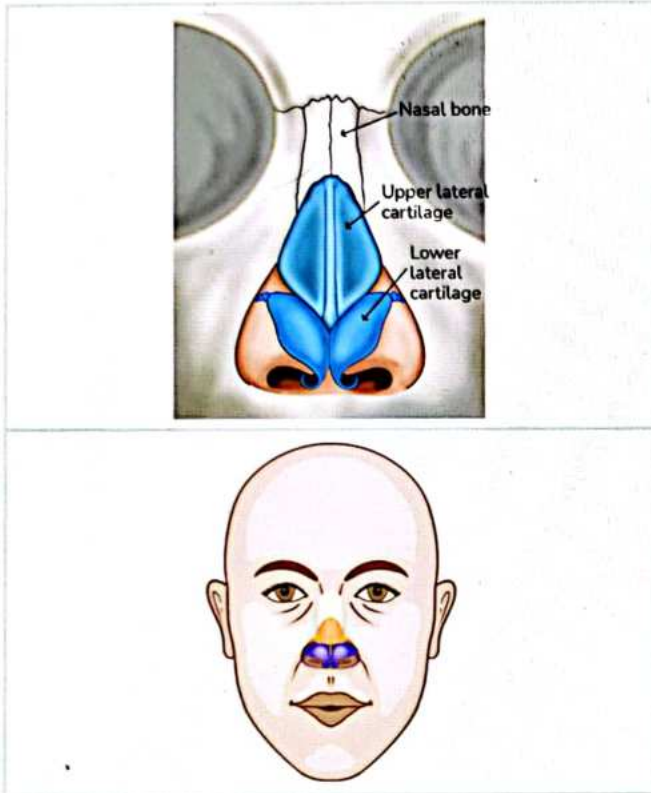 Nasal bone
Upper lateral
cartilage
Lower
lateral
cartilage